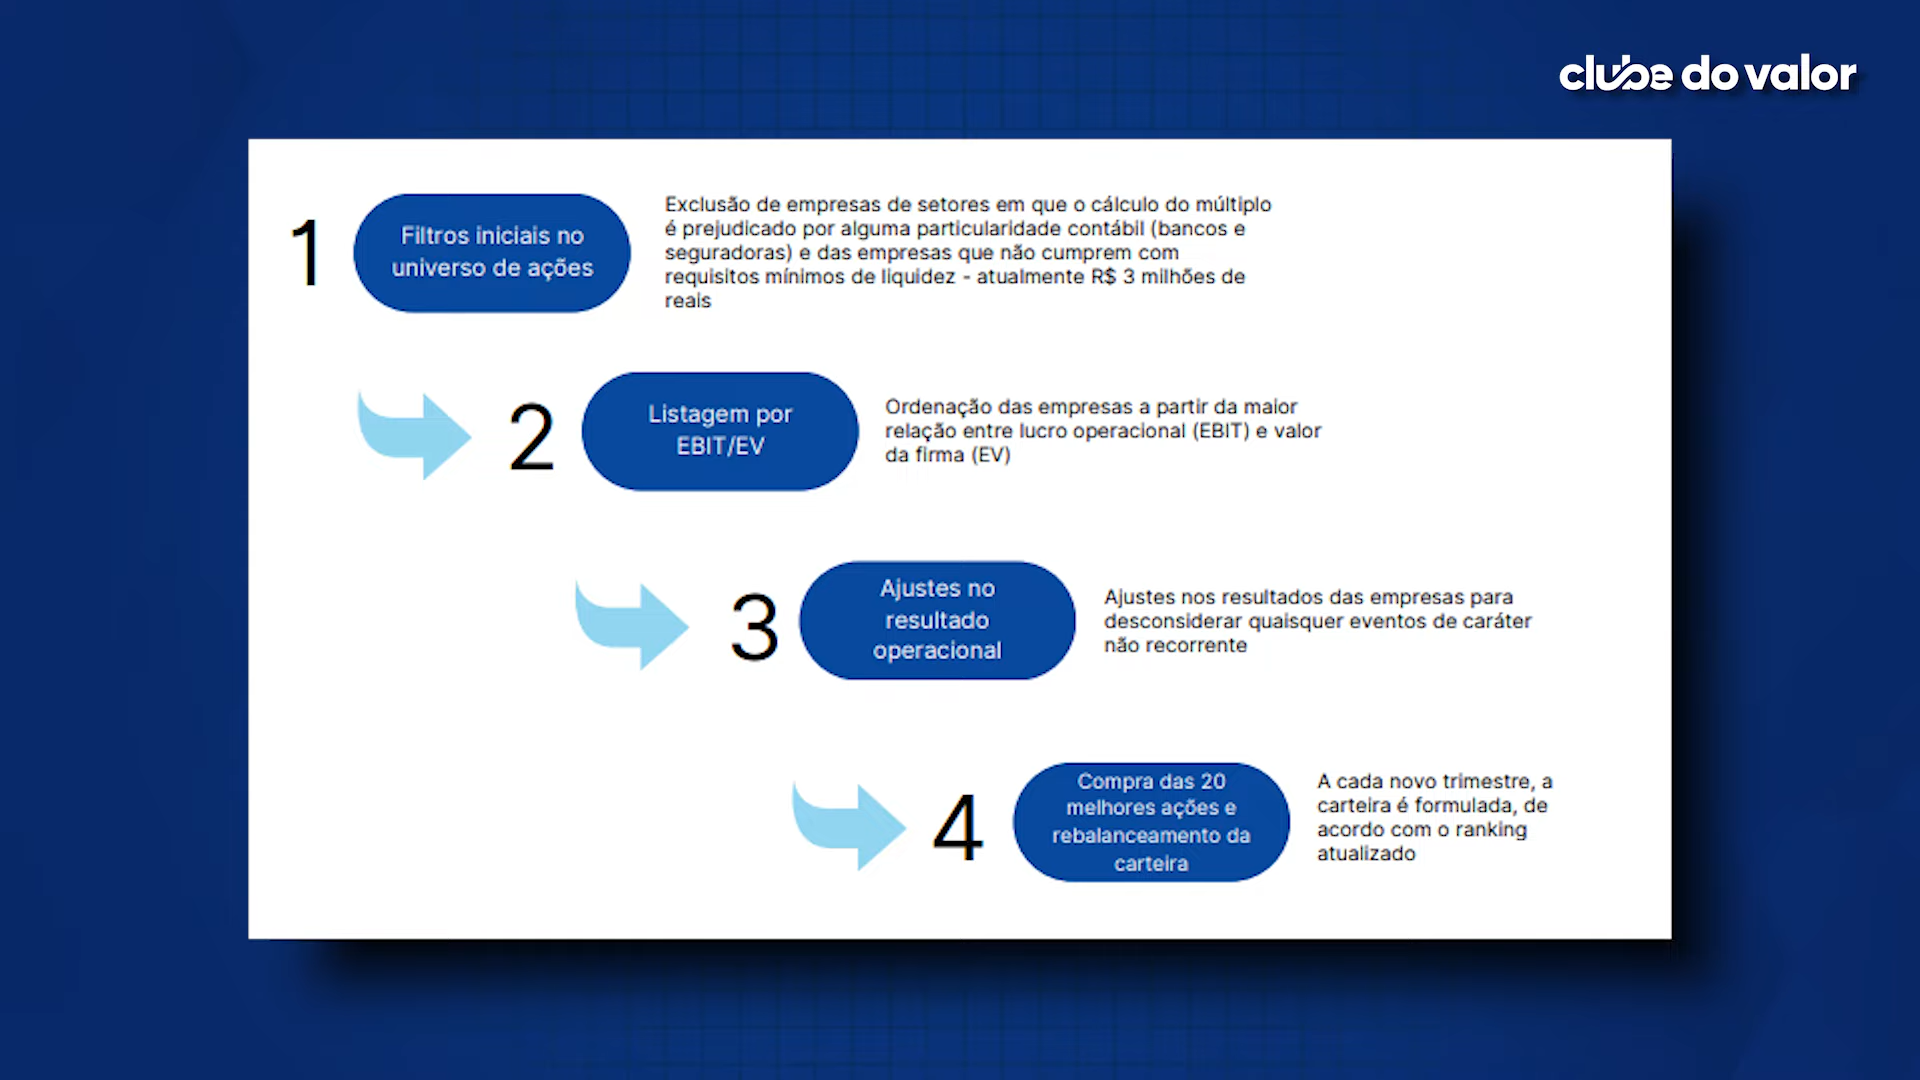 clube do valor
1
Filtros iniciais no
universo de ações
Exclusão de empresas de setores em que o cálculo do múltiplo
é prejudicado por alguma particularidade contábil (bancos e
seguradoras) e das empresas que não cumprem com
requisitos mínimos de liquidez - atualmente R$ 3 milhões de
reais
2
Listagem por
EBIT/EV
Ordenação das empresas a partir da maior
relação entre lucro operacional (EBIT) e valor
da firma (EV)
3
Ajustes no
resultado
operacional
Ajustes nos resultados das empresas para
desconsiderar quaisquer eventos de caráter
não recorrente
4
Compra das 20
melhores ações e
rebalanceamento da
carteira
A cada novo trimestre, a
carteira é formulada, de
acordo com o ranking
atualizado